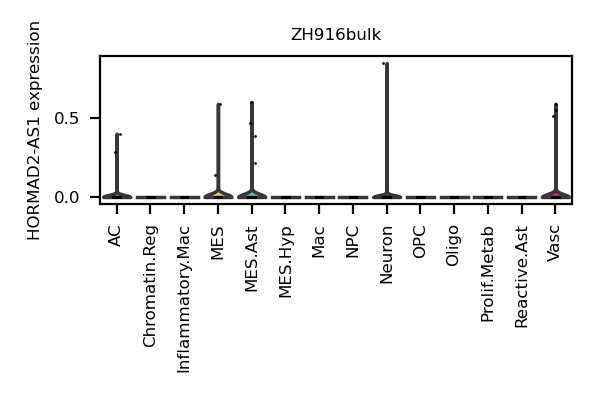 ZH916bulk
HORMAD2-AS1 expression
0.5
0.0
AC
Chromatin.Reg
Inflammatory.Mac
MES
MES.Ast
MES.Hyp
Mac
NPC
Neuron
OPC
Oligo
Prolif.Metab
Reactive.Ast
Vasc